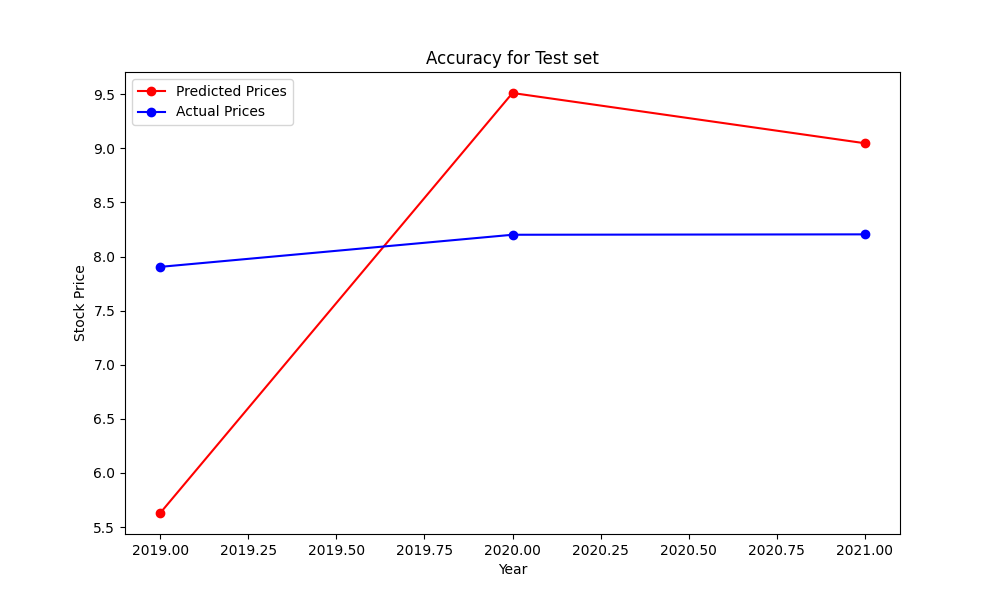 Accuracy for Test set
Predicted Prices
Actual Prices
9.5
9.0
8.5
8.0
7.5
7.0
6.5
6.0
5.5
Stock Price
2019.00 2019.25 2019.50 2019.75 2020.00 2020.25 2020.50 2020.75 2021.00
Year